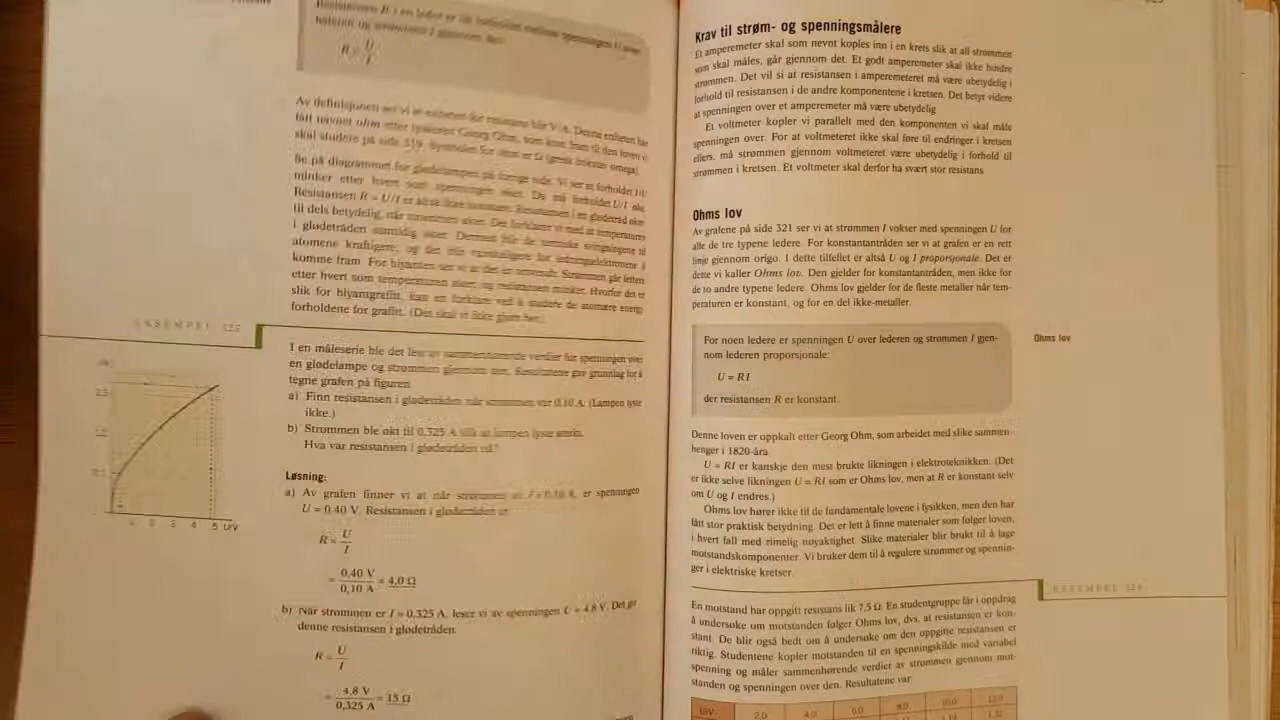 R = U/I
Av definisjonen ser vi at enheten for resistans blir V/A. Denne enheten har
fått navnet ohm etter tyskeren Georg Ohm, som kom fram til den loven vi
skal studere på side 319. Symbolet for ohm er Ω (gresk bokstav omega).
Se på diagrammet for glødelampen på forrige side. Vi ser at forholdet I/U
minker etter hvert som spenningen øker. Da må forholdet U/I øke.
Resistansen R = U/I er altså ikke konstant. Resistansen i en glødetråd øker
til dels betydelig, når strømmen øker. Det forklarer vi med at temperaturen
i glødetråden samtidig øker. Dermed blir de termiske svingningene til
atomene kraftigere, og det blir vanskeligere for ledningselektronene å
komme fram. For blyanten ser vi at det er omvendt: Strømmen går lettere
etter hvert som temperaturen øker, og resistansen minker. Hvorfor det er
slik for blyantgrafitt, kan en forklare ved å studere de atomære energi-
forholdene for grafitt. (Det skal vi ikke gjøre her.)
EKSEMPEL 125
I en måleserie ble det lest av sammenhørende verdier for spenningen over
en glødelampe og strømmen gjennom den. Resultatene gav grunnlag for å
tegne grafen på figuren.
a) Finn resistansen i glødetråden når strømmen var 0,10 A. (Lampen lyste
ikke.)
b) Strømmen ble økt til 0,325 A slik at lampen lyste sterkt.
Hva var resistansen i glødetråden nå?
1 2 3 4 5 U/V
Løsning:
a) Av grafen finner vi at når strømmen er I = 0,10 A, er spenningen
U = 0,40 V. Resistansen i glødetråden er
R = U/I
= 0,40 V / 0,10 A = 4,0 Ω
b) Når strømmen er I = 0,325 A, leser vi av spenningen U = 4,8 V. Det gir
denne resistansen i glødetråden:
R = U/I
= 4,8 V / 0,325 A = 15 Ω
Krav til strøm- og spenningsmålere
Et amperemeter skal som nevnt koples inn i en krets slik at all strømmen
som skal måles, går gjennom det. Et godt amperemeter skal ikke hindre
strømmen. Det vil si at resistansen i amperemeteret må være ubetydelig i
forhold til resistansen i de andre komponentene i kretsen. Det betyr videre
at spenningen over et amperemeter må være ubetydelig
Et voltmeter kopler vi parallelt med den komponenten vi skal måle
spenningen over. For at voltmeteret ikke skal føre til endringer i kretsen
ellers, må strømmen gjennom voltmeteret være ubetydelig i forhold til
strømmen i kretsen. Et voltmeter skal derfor ha svært stor resistans
Ohms lov
Av grafene på side 321 ser vi at strømmen I vokser med spenningen U for
alle de tre typene ledere. For konstantantråden ser vi at grafen er en rett
linje gjennom origo. I dette tilfellet er altså U og I proporsjonale. Det er
dette vi kaller Ohms lov. Den gjelder for konstantantråden, men ikke for
de to andre typene ledere. Ohms lov gjelder for de fleste metaller når tem-
peraturen er konstant, og for en del ikke-metaller.
For noen ledere er spenningen U over lederen og strømmen I gjen-
nom lederen proporsjonale:
U = RI
der resistansen R er konstant.
Ohms lov
Denne loven er oppkalt etter Georg Ohm, som arbeidet med slike sammen-
henger i 1820-åra.
U = RI er kanskje den mest brukte likningen i elektroteknikken. (Det
er ikke selve likningen U = RI som er Ohms lov, men at R er konstant selv
om U og I endres.)
Ohms lov hører ikke til de fundamentale lovene i fysikken, men den har
fått stor praktisk betydning. Det er lett å finne materialer som følger loven,
i hvert fall med rimelig nøyaktighet. Slike materialer blir brukt til å lage
motstandskomponenter. Vi bruker dem til å regulere strømmer og spennin-
ger i elektriske kretser.
EKSEMPEL 126
En motstand har oppgitt resistans lik 7,5 Ω. En studentgruppe får i oppdrag
å undersøke om motstanden følger Ohms lov, dvs. at resistansen er kon-
stant. De blir også bedt om å undersøke om den oppgitte resistansen er
riktig. Studentene kopler motstanden til en spenningskilde med variabel
spenning og måler sammenhørende verdier av strømmen gjennom mot-
standen og spenningen over den. Resultatene var:
U/V 2,0 4,0 6,0 8,0 10,0 12,0